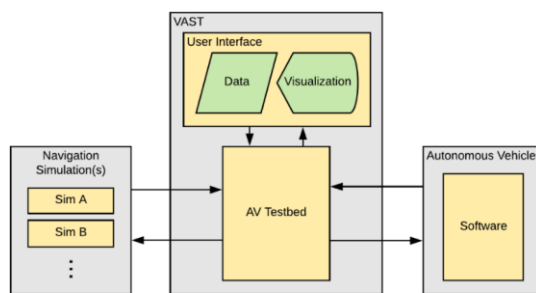 VAST
User Interface
Data
Visualization
Navigation
Simulation(s)
Sim A
Sim B
⋮
AV Testbed
Autonomous Vehicle
Software